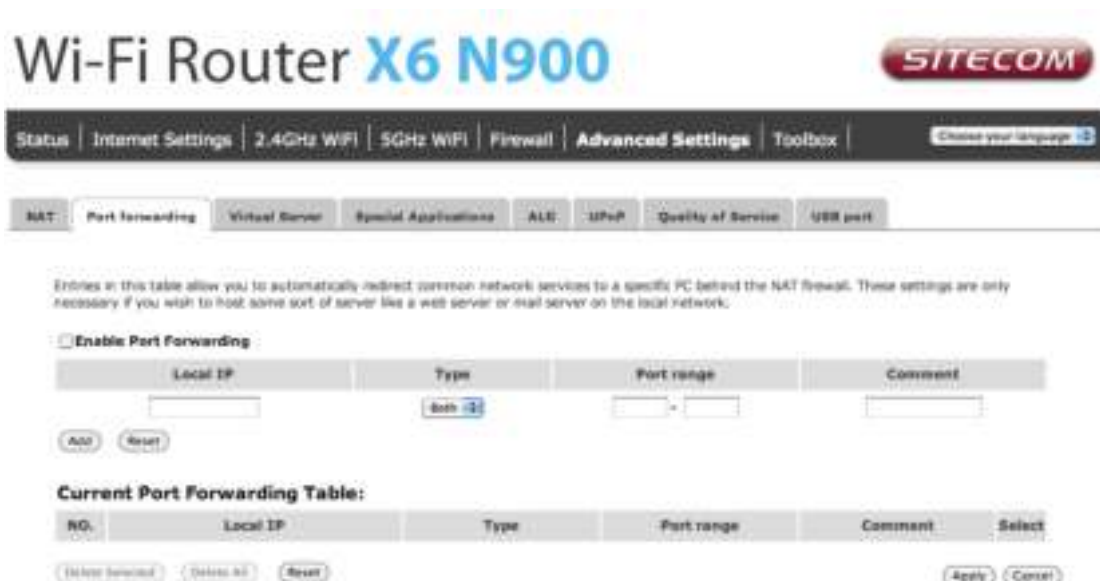 Wi-Fi Router X6 N900
SITECOM
Status | Internet Settings | 2.4GHz WiFi | 5GHz WiFi | Firewall | Advanced Settings | Toolbox |
Choose your language
NAT Port forwarding Virtual Server Special Applications ALG UPnP Quality of Service USB port
Entries in this table allow you to automatically redirect common network services to a specific PC behind the NAT firewall. These settings are only
necessary if you wish to host some sort of server like a web server or mail server on the local network.
Enable Port Forwarding
Local IP Type Port range Comment
Both -
Add Reset
Current Port Forwarding Table:
NO. Local IP Type Port range Comment Select
Delete Selected Delete All Reset Apply Cancel